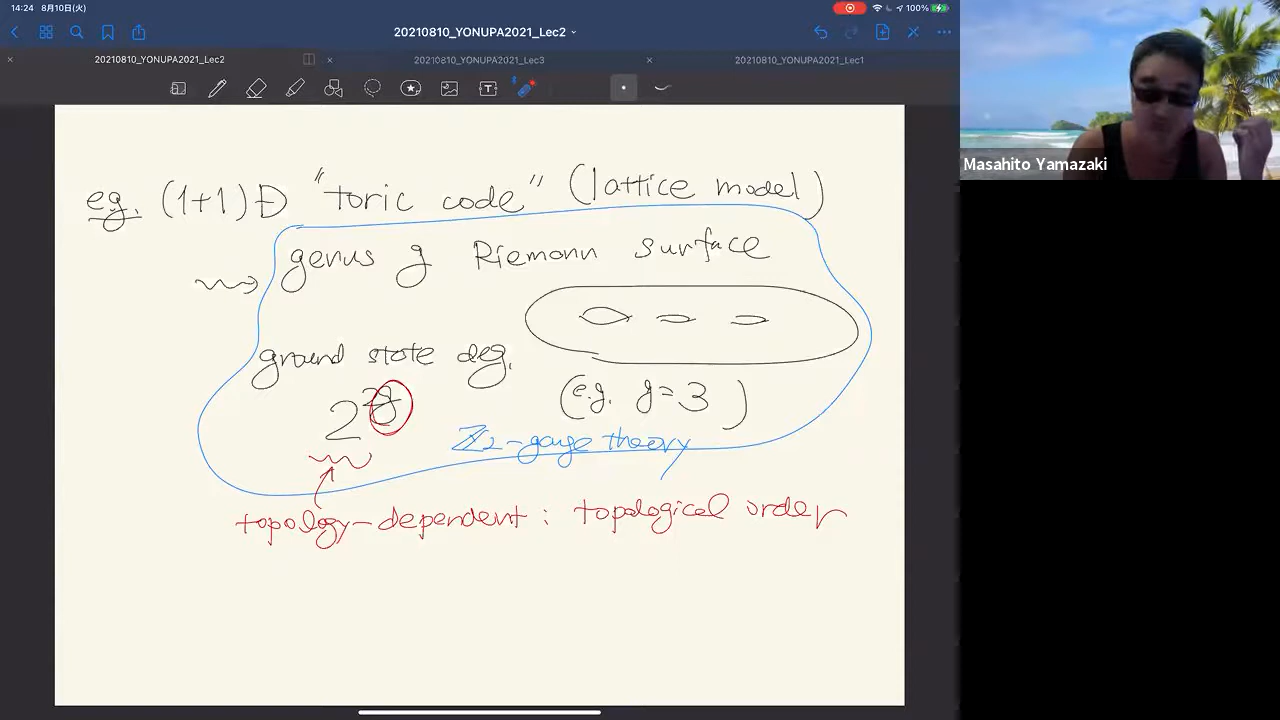 14:24 8月10日(火)
100%
20210810_YONUPA2021_Lec2
20210810_YONUPA2021_Lec2
20210810_YONUPA2021_Lec3
20210810_YONUPA2021_Lec1
Masahito Yamazaki
eg. (1+1)D "toric code" (lattice model)
genus g Riemann surface
ground state deg.
2^{2g}
(e.g. g=3)
ℤ₂-gauge theory
topology-dependent : topological order